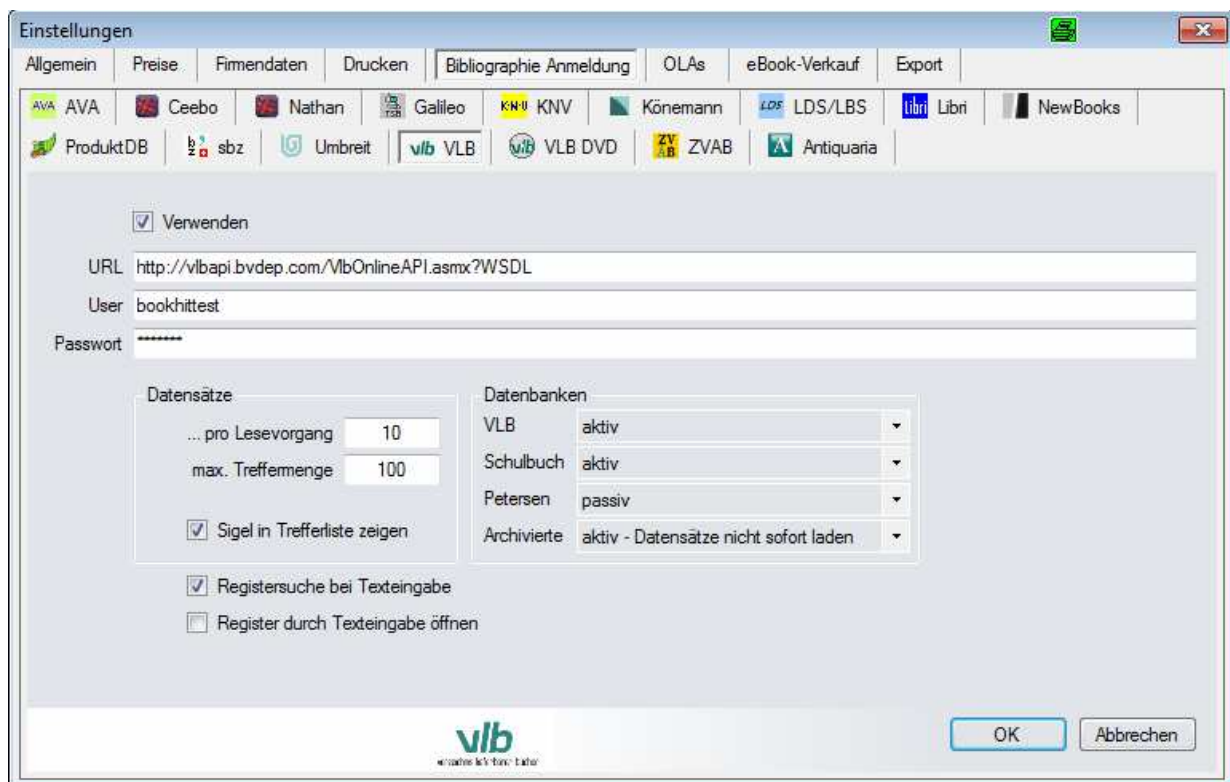 Einstellungen
Allgemein Preise Firmendaten Drucken Bibliographie Anmeldung OLAs eBook-Verkauf Export
AVA AVA Ceebo Nathan Galileo K·N·V KNV Könemann LDS LDS/LBS libri Libri NewBooks
ProduktDB sbz Umbreit vlb VLB vlb VLB DVD ZVAB ZVAB A Antiquaria
Verwenden
URL http://vlbapi.bvdep.com/VlbOnlineAPI.asmx?WSDL
User bookhittest
Passwort *******
Datensätze Datenbanken
... pro Lesevorgang 10 VLB aktiv
max. Treffermenge 100 Schulbuch aktiv
Petersen passiv
Sigel in Trefferliste zeigen Archivierte aktiv - Datensätze nicht sofort laden
Registersuche bei Texteingabe
Register durch Texteingabe öffnen
vlb
OK Abbrechen